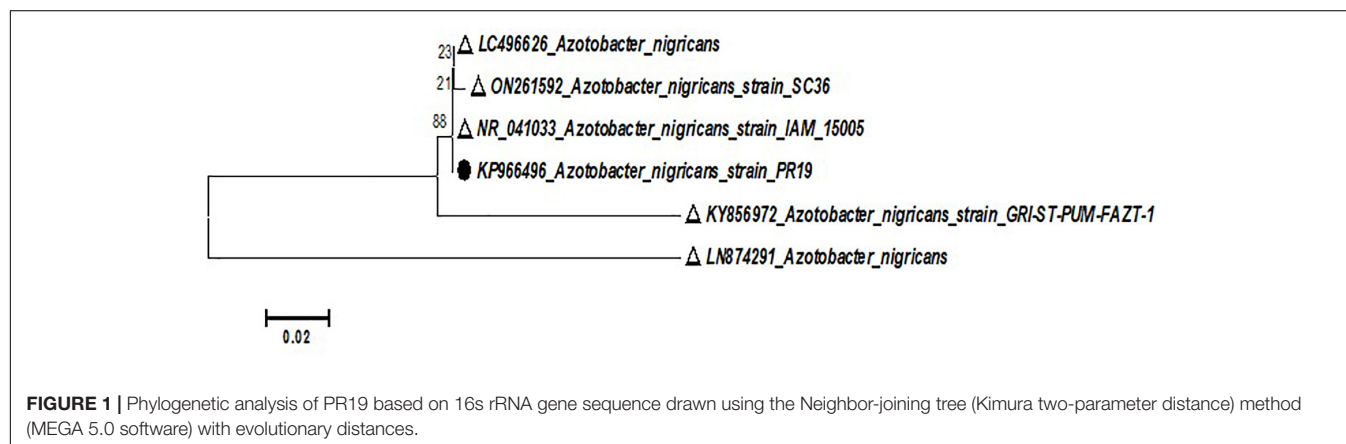 23
LC496626_Azotobacter_nigricans
21
ON261592_Azotobacter_nigricans_strain_SC36
88
NR_041033_Azotobacter_nigricans_strain_IAM_15005
KP966496_Azotobacter_nigricans_strain_PR19
KY856972_Azotobacter_nigricans_strain_GRI-ST-PUM-FAZT-1
LN874291_Azotobacter_nigricans
0.02
FIGURE 1 | Phylogenetic analysis of PR19 based on 16s rRNA gene sequence drawn using the Neighbor-joining tree (Kimura two-parameter distance) method
(MEGA 5.0 software) with evolutionary distances.